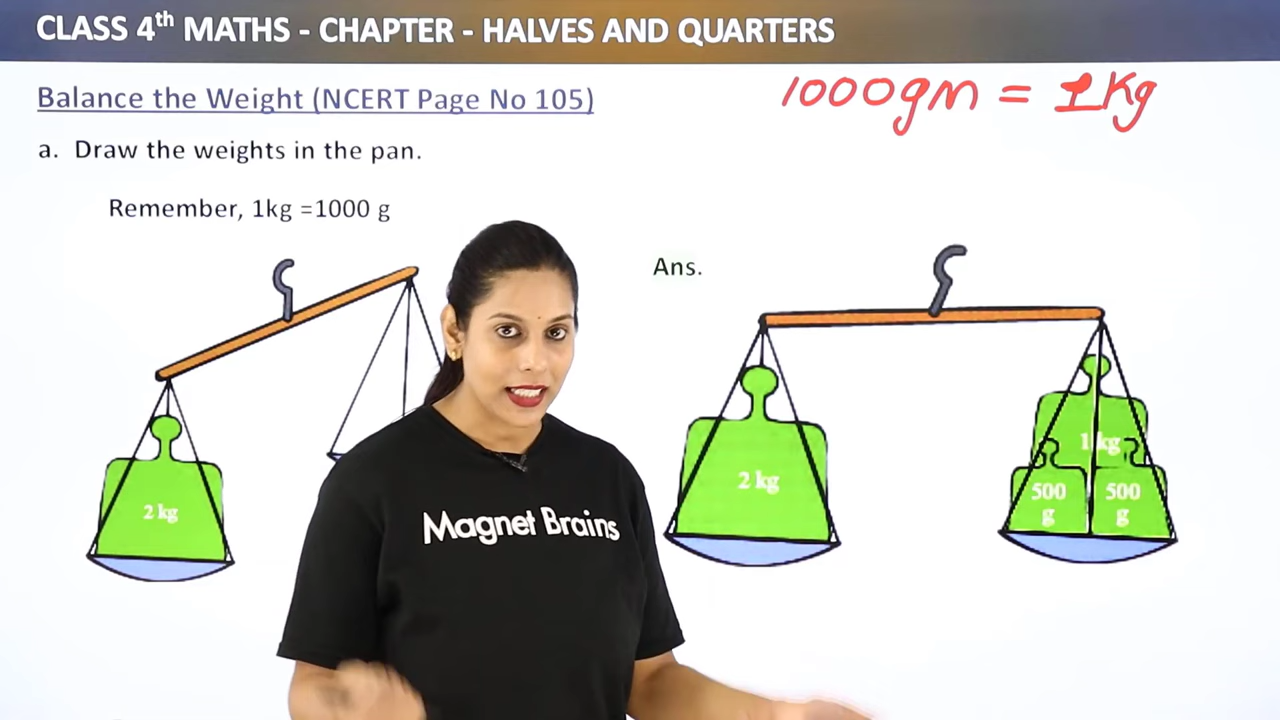 CLASS 4th MATHS - CHAPTER - HALVES AND QUARTERS
Balance the Weight (NCERT Page No 105)
1000gm = 1Kg
a. Draw the weights in the pan.
Remember, 1kg =1000 g
Ans.
2 kg
Magnet Brains
2 kg
1 kg
500
g
500
g